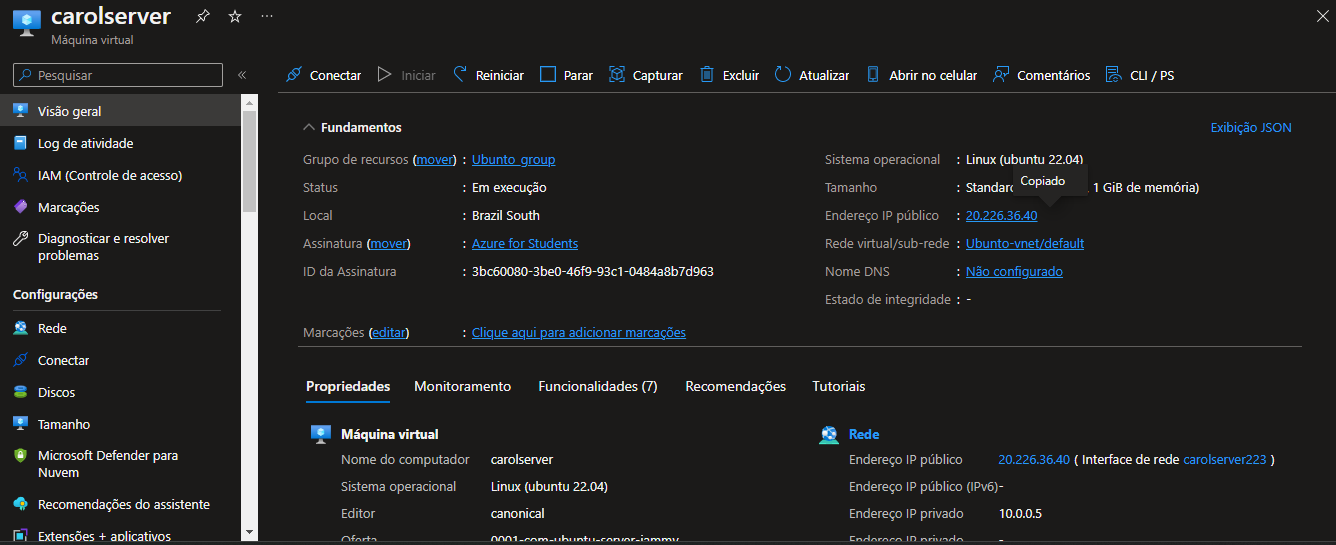 carolserver
Máquina virtual
Pesquisar
Visão geral
Log de atividade
IAM (Controle de acesso)
Marcações
Diagnosticar e resolver
problemas
Configurações
Rede
Conectar
Discos
Tamanho
Microsoft Defender para
Nuvem
Recomendações do assistente
Extensões + aplicativos
Conectar Iniciar Reiniciar Parar Capturar Excluir Atualizar Abrir no celular Comentários CLI / PS
Fundamentos Exibição JSON
Grupo de recursos (mover) : Ubunto_group
Status : Em execução
Local : Brazil South
Assinatura (mover) : Azure for Students
ID da Assinatura : 3bc60080-3be0-46f9-93c1-0484a8b7d963
Sistema operacional : Linux (ubuntu 22.04)
Copiado
Tamanho : Standard 1 GiB de memória)
Endereço IP público : 20.226.36.40
Rede virtual/sub-rede : Ubunto-vnet/default
Nome DNS : Não configurado
Estado de integridade : -
Marcações (editar) : Clique aqui para adicionar marcações
Propriedades Monitoramento Funcionalidades (7) Recomendações Tutoriais
Máquina virtual
Nome do computador carolserver
Sistema operacional Linux (ubuntu 22.04)
Editor canonical
Oferta 0001-com-ubuntu-server-jammy
Rede
Endereço IP público 20.226.36.40 ( Interface de rede carolserver223 )
Endereço IP público (IPv6) -
Endereço IP privado 10.0.0.5
Endereço IP privado -